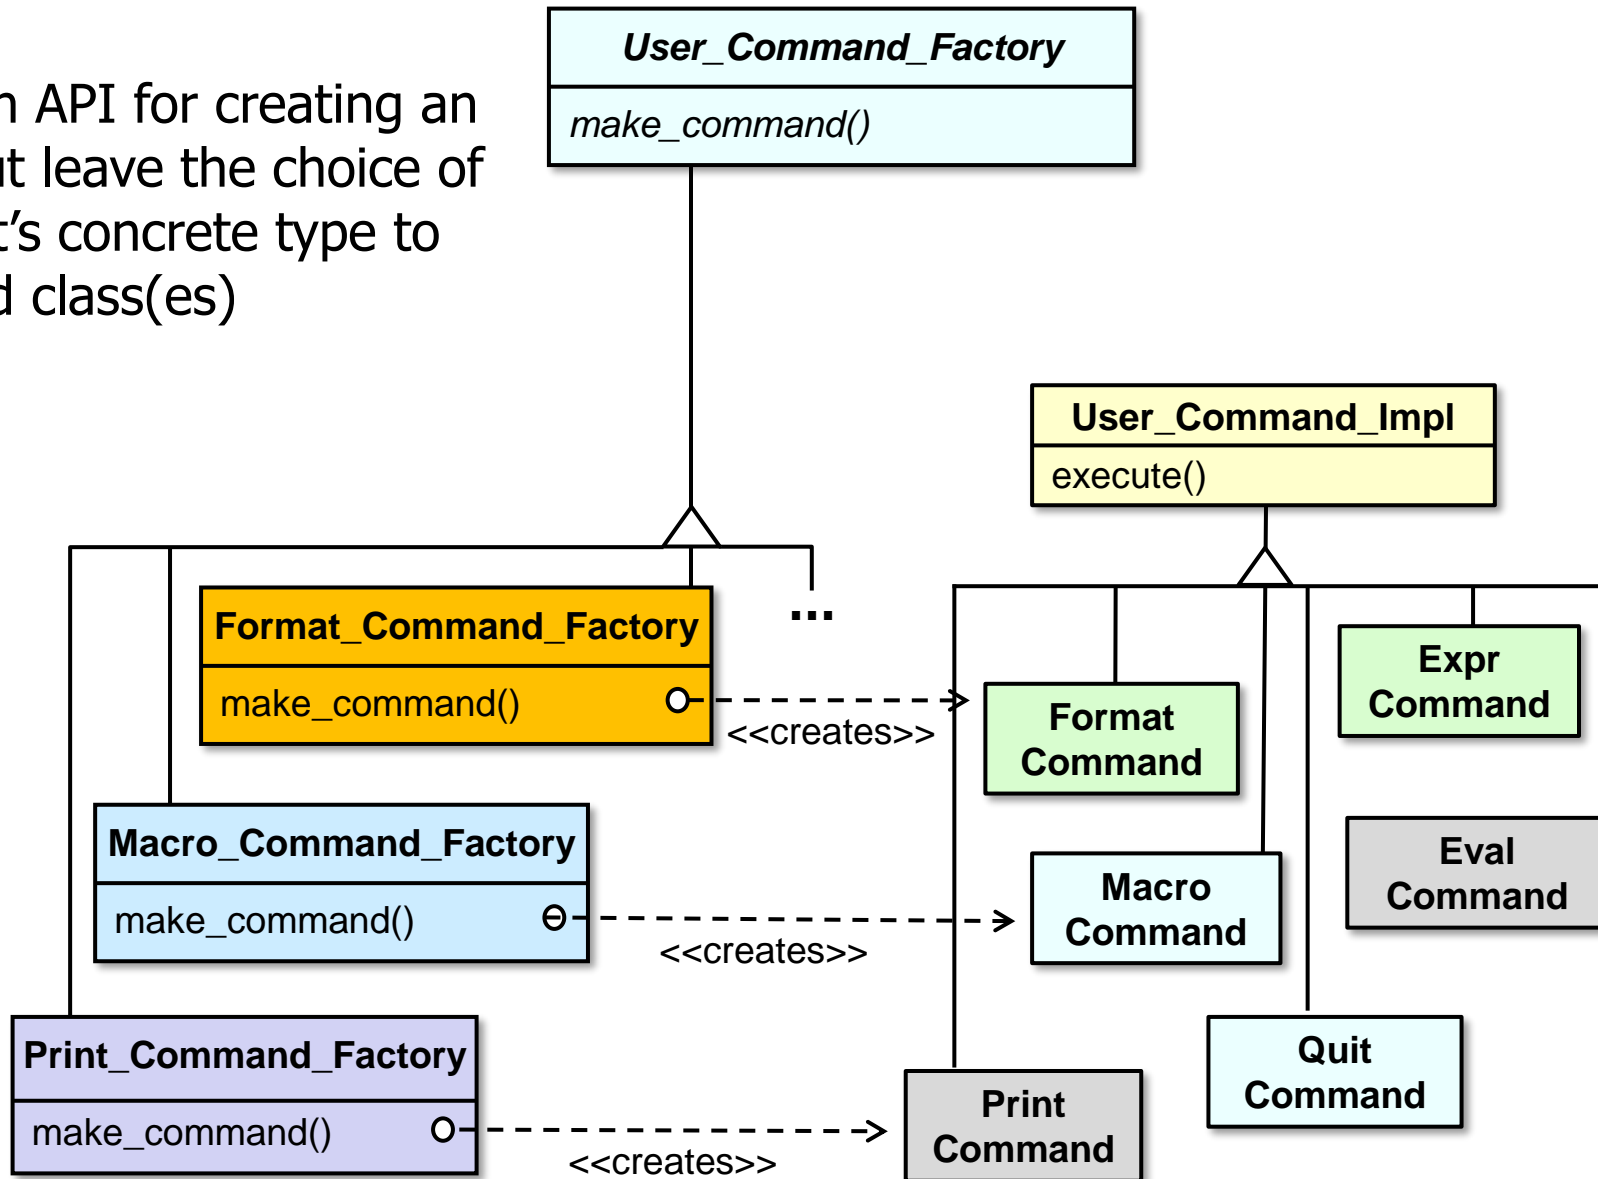 User_Command_Factory
make_command()
API for creating an
leave the choice of
concrete type to
class(es)
User_Command_Impl
execute()
Format_Command_Factory
make_command()
...
<<creates>>
Format
Command
Expr
Command
Macro_Command_Factory
make_command()
<<creates>>
Macro
Command
Eval
Command
Print_Command_Factory
make_command()
<<creates>>
Print
Command
Quit
Command